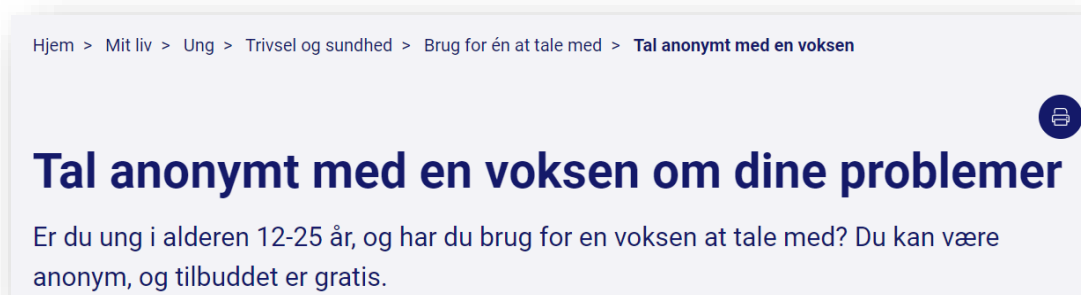 Hjem > Mit liv > Ung > Trivsel og sundhed > Brug for én at tale med > Tal anonymt med en voksen
Tal anonymt med en voksen om dine problemer
Er du ung i alderen 12-25 år, og har du brug for en voksen at tale med? Du kan være
anonym, og tilbuddet er gratis.